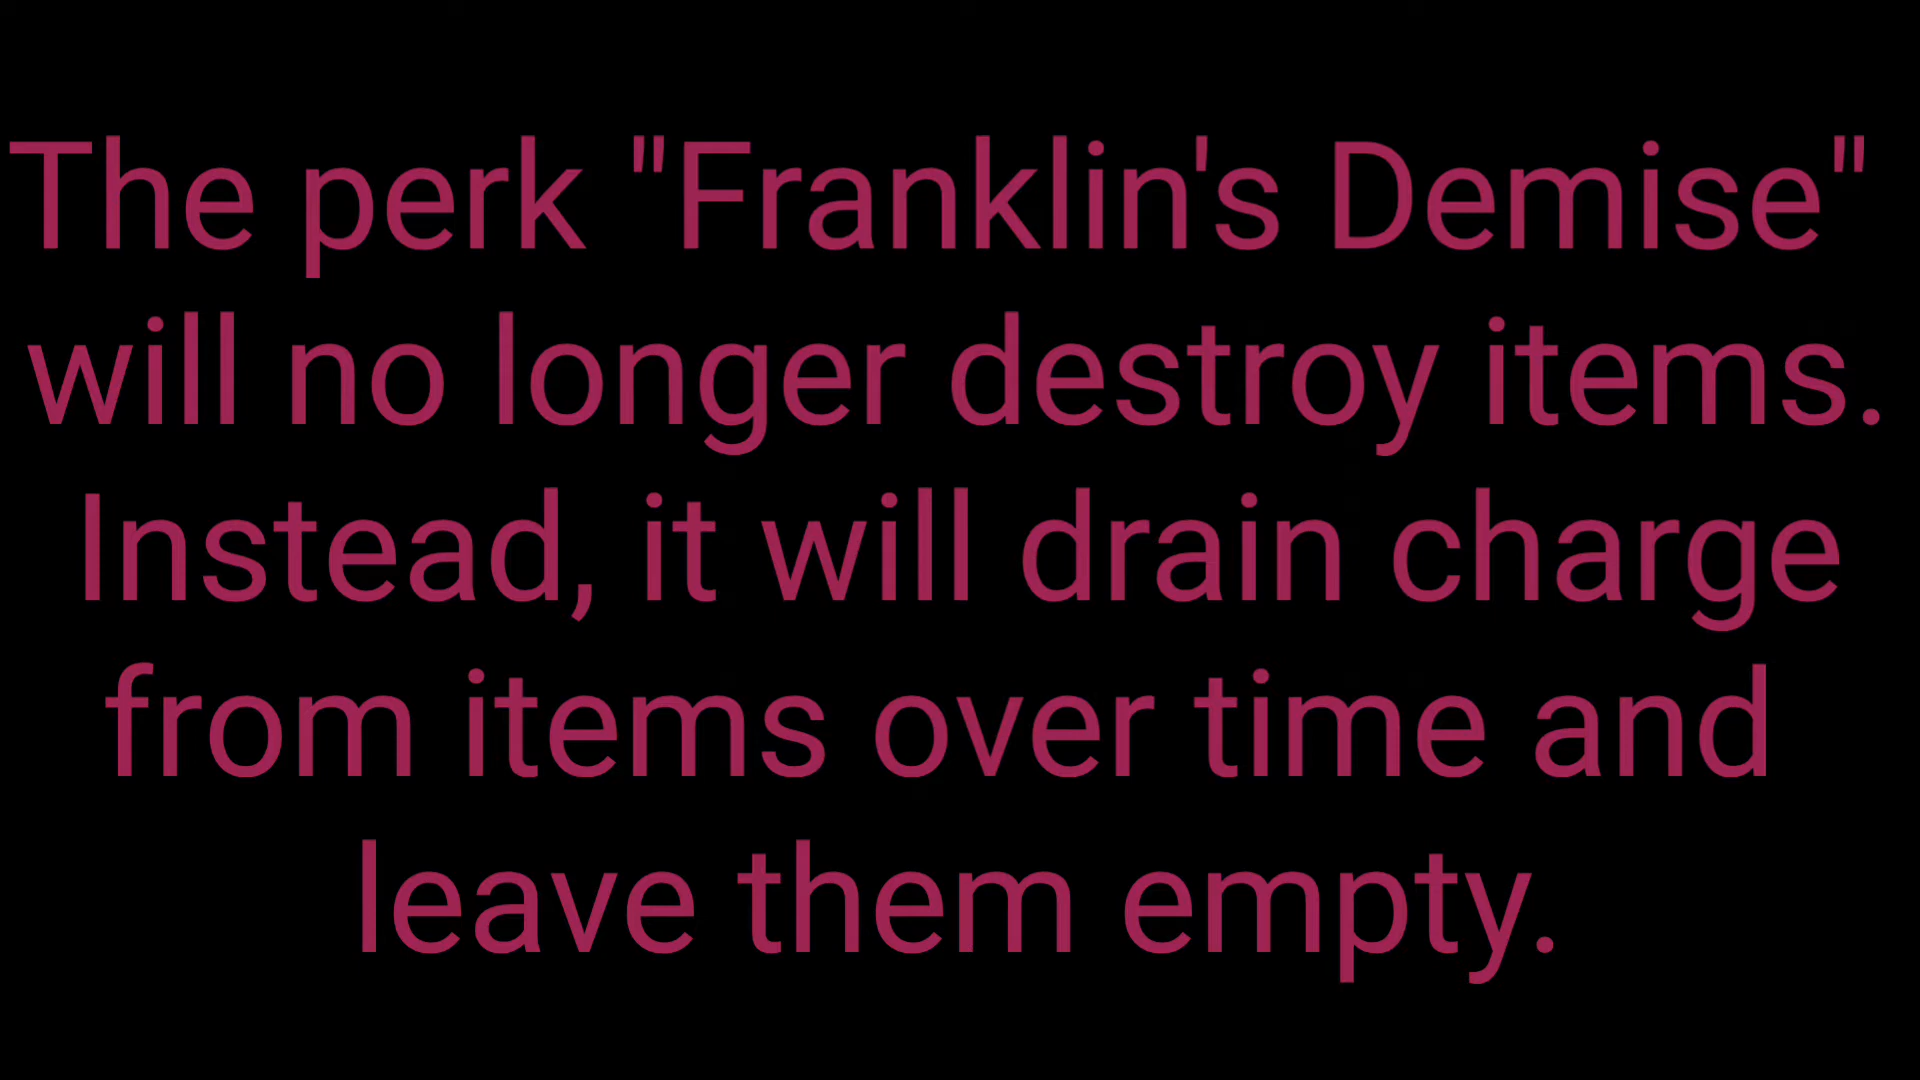 The perk "Franklin's Demise"
will no longer destroy items.
Instead, it will drain charge
from items over time and
leave them empty.